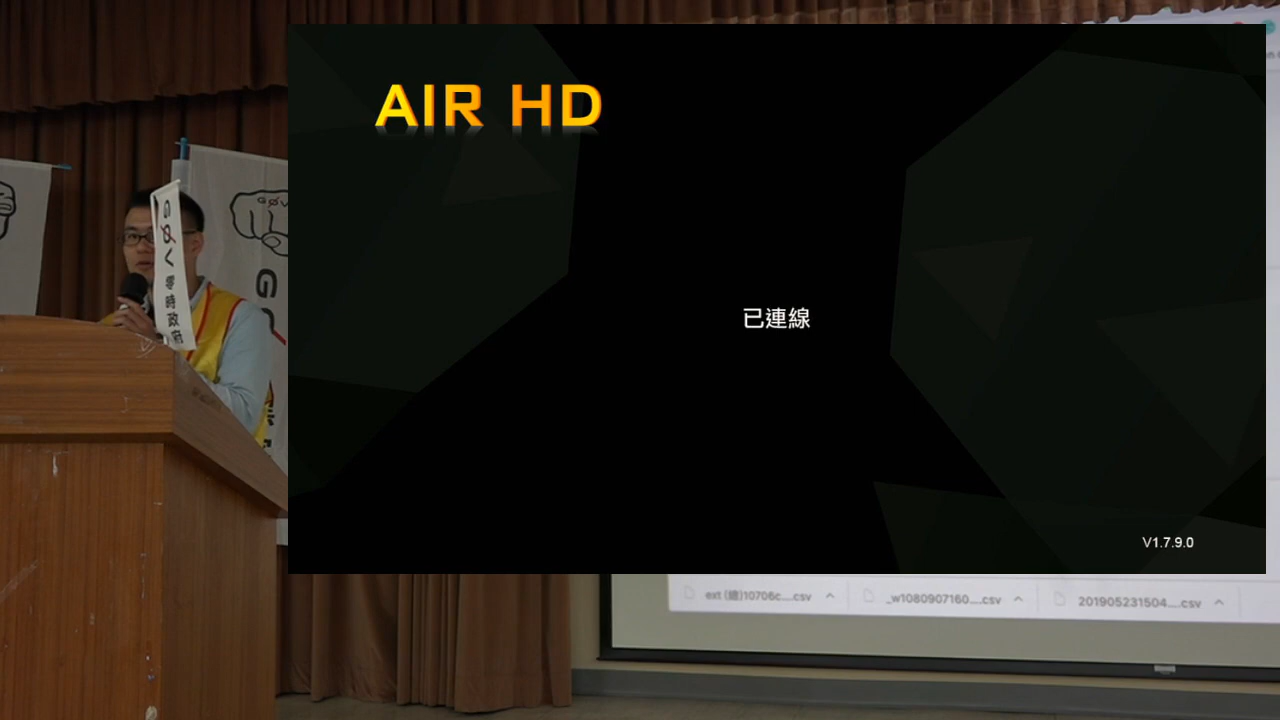 AIR HD
已連線
V1.7.9.0
零時政府
ext (總)10706c....csv
_w1080907160....csv
201905231504....csv